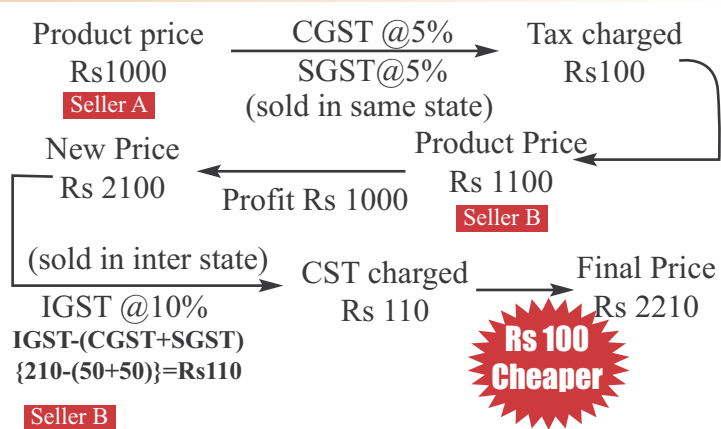 Product price
Rs1000
Seller A
CGST @5%
SGST@5%
(sold in same state)
Tax charged
Rs100
Product Price
Rs 1100
Seller B
Profit Rs 1000
New Price
Rs 2100
(sold in inter state)
IGST @10%
IGST-(CGST+SGST)
{210-(50+50)}=Rs110
Seller B
CST charged
Rs 110
Final Price
Rs 2210
Rs 100
Cheaper